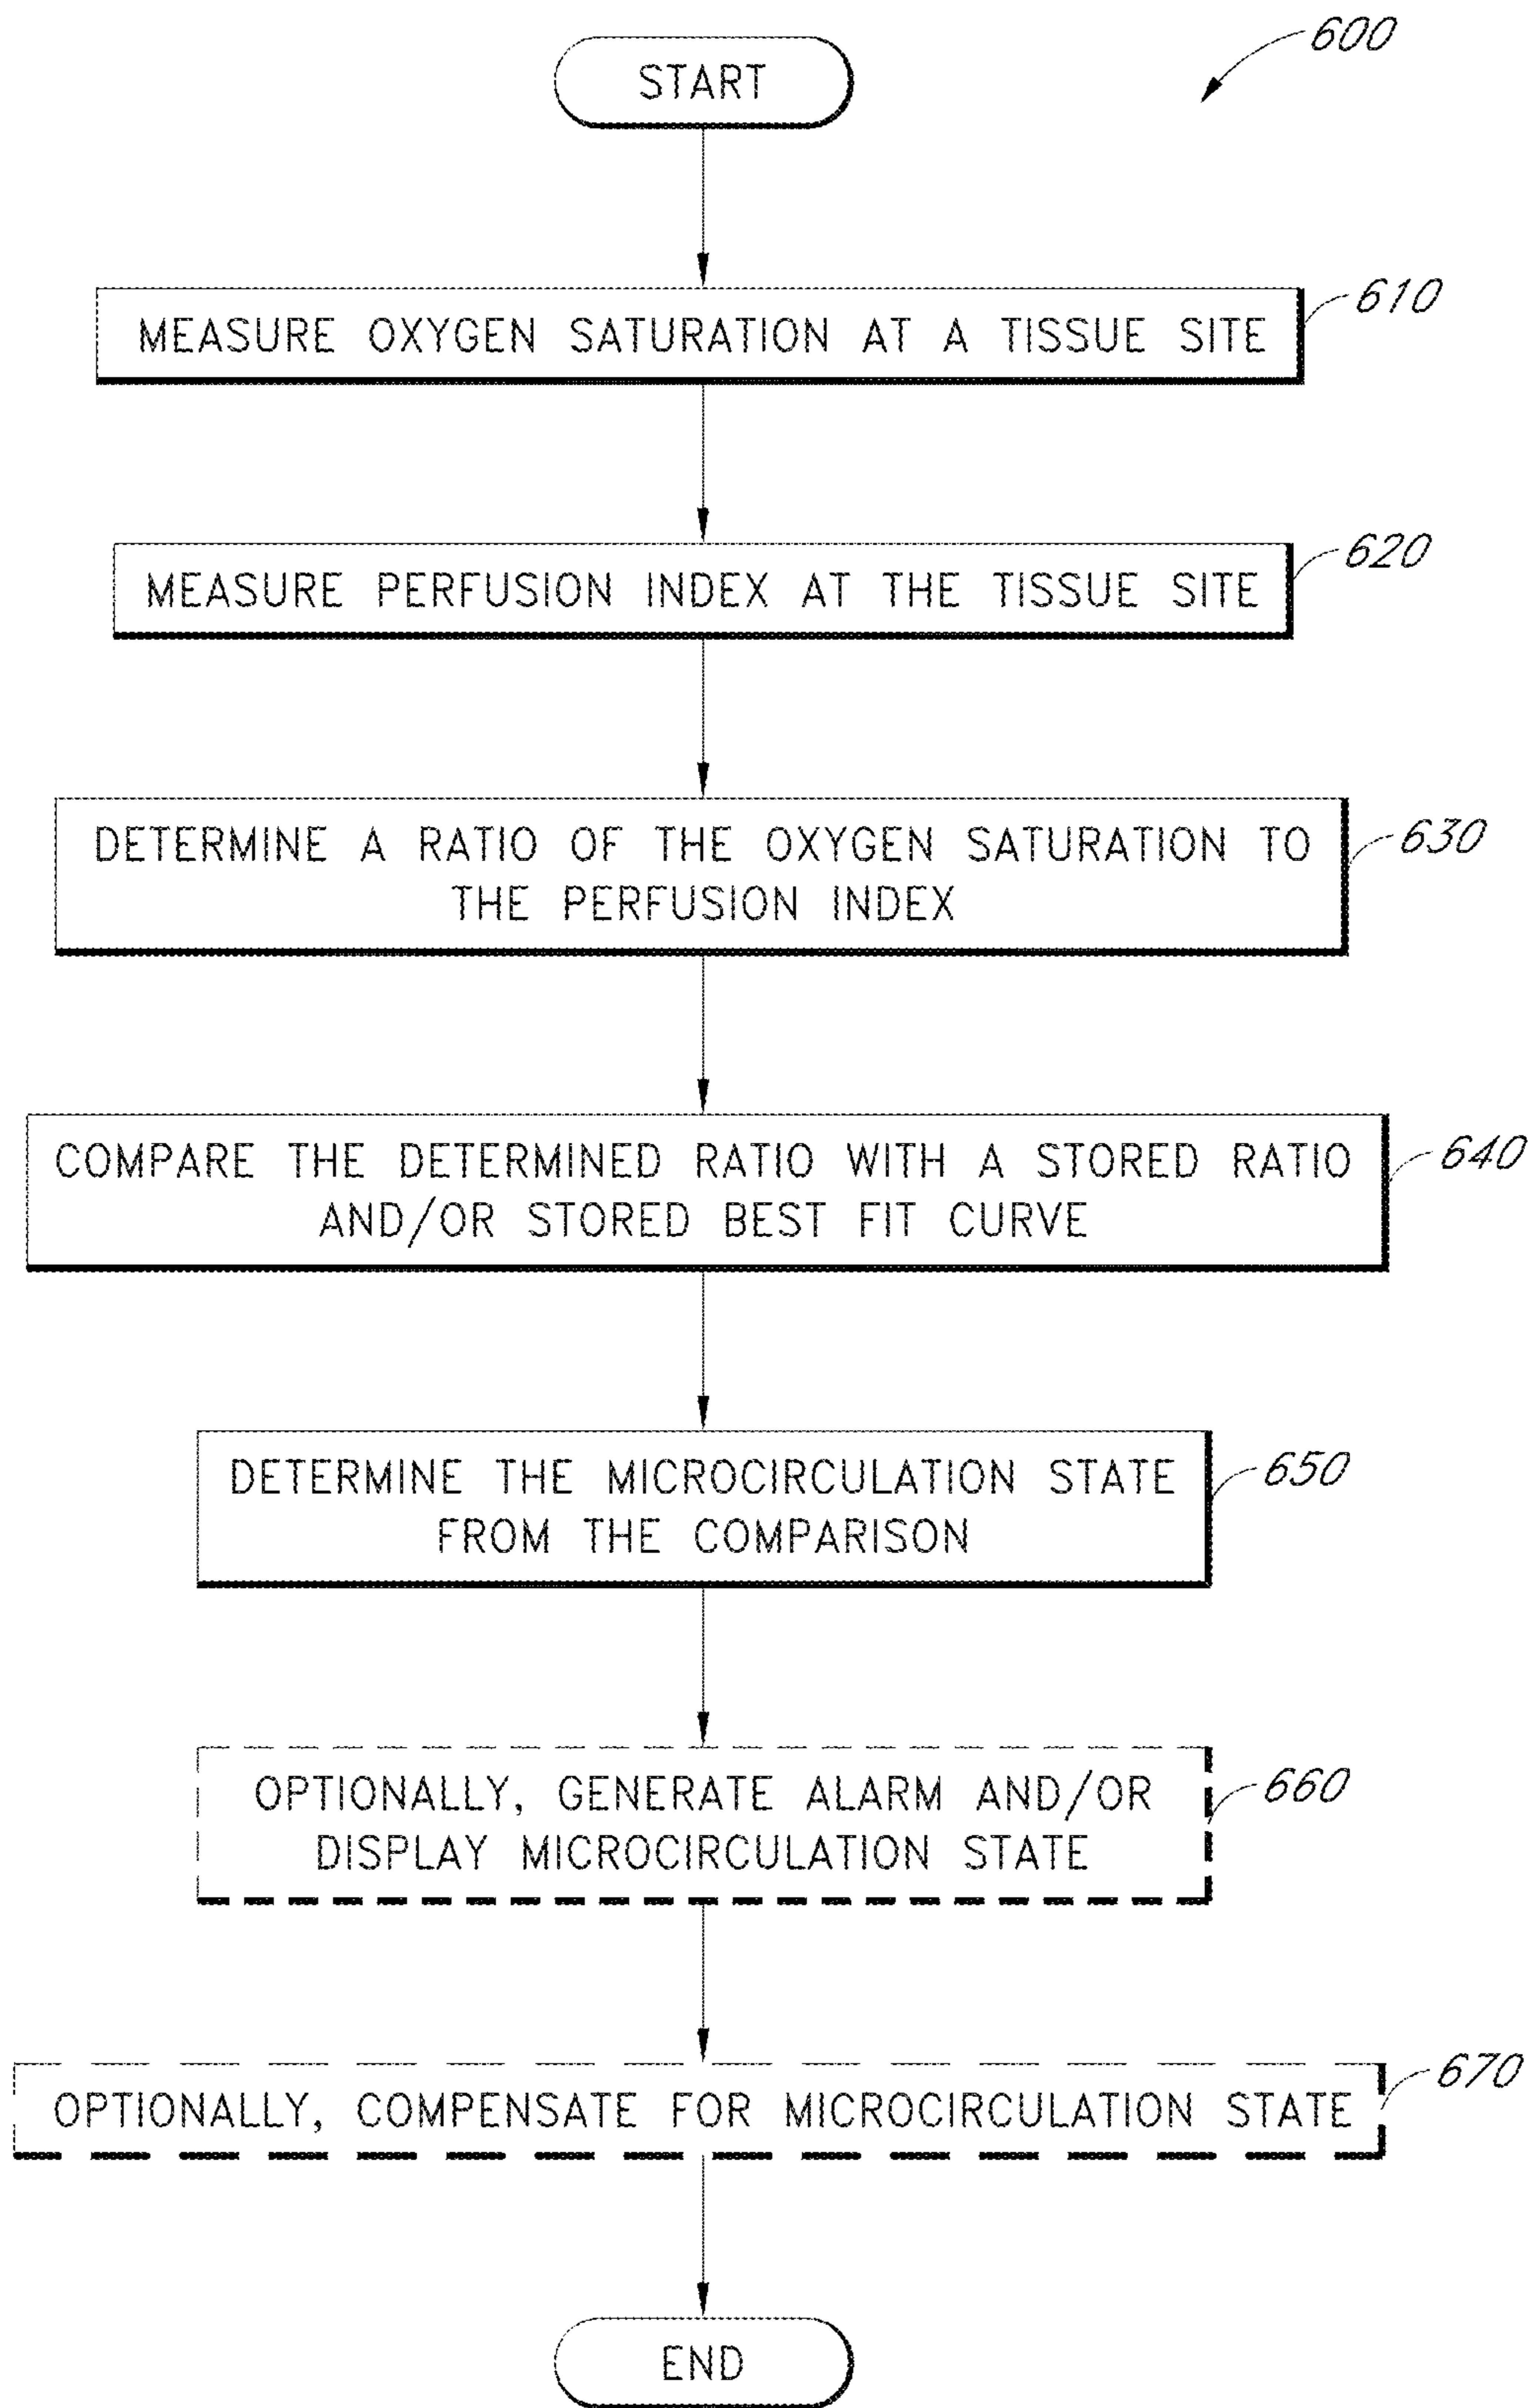 600
START
MEASURE OXYGEN SATURATION AT A TISSUE SITE
610
MEASURE PERFUSION INDEX AT THE TISSUE SITE
620
DETERMINE A RATIO OF THE OXYGEN SATURATION TO
THE PERFUSION INDEX
630
COMPARE THE DETERMINED RATIO WITH A STORED RATIO
AND/OR STORED BEST FIT CURVE
640
DETERMINE THE MICROCIRCULATION STATE
FROM THE COMPARISON
650
OPTIONALLY, GENERATE ALARM AND/OR
DISPLAY MICROCIRCULATION STATE
660
OPTIONALLY, COMPENSATE FOR MICROCIRCULATION STATE
670
END